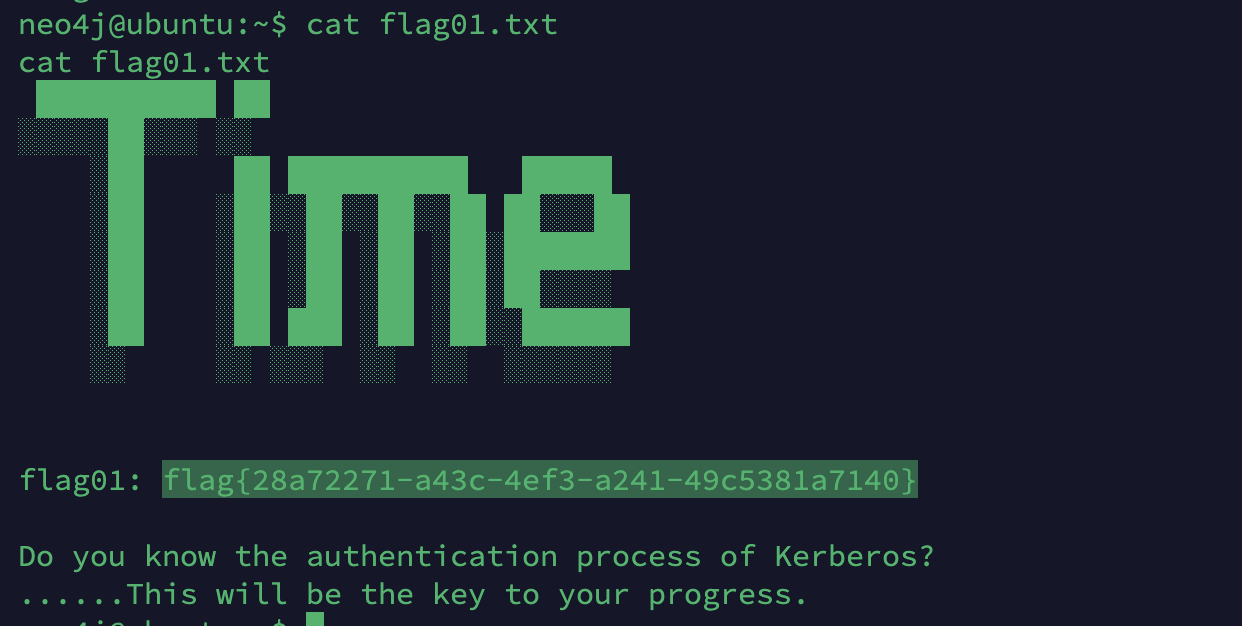 neo4j@ubuntu:~$ cat flag01.txt
cat flag01.txt
Time
flag01: flag{28a72271-a43c-4ef3-a241-49c5381a7140}
Do you know the authentication process of Kerberos?
......This will be the key to your progress.